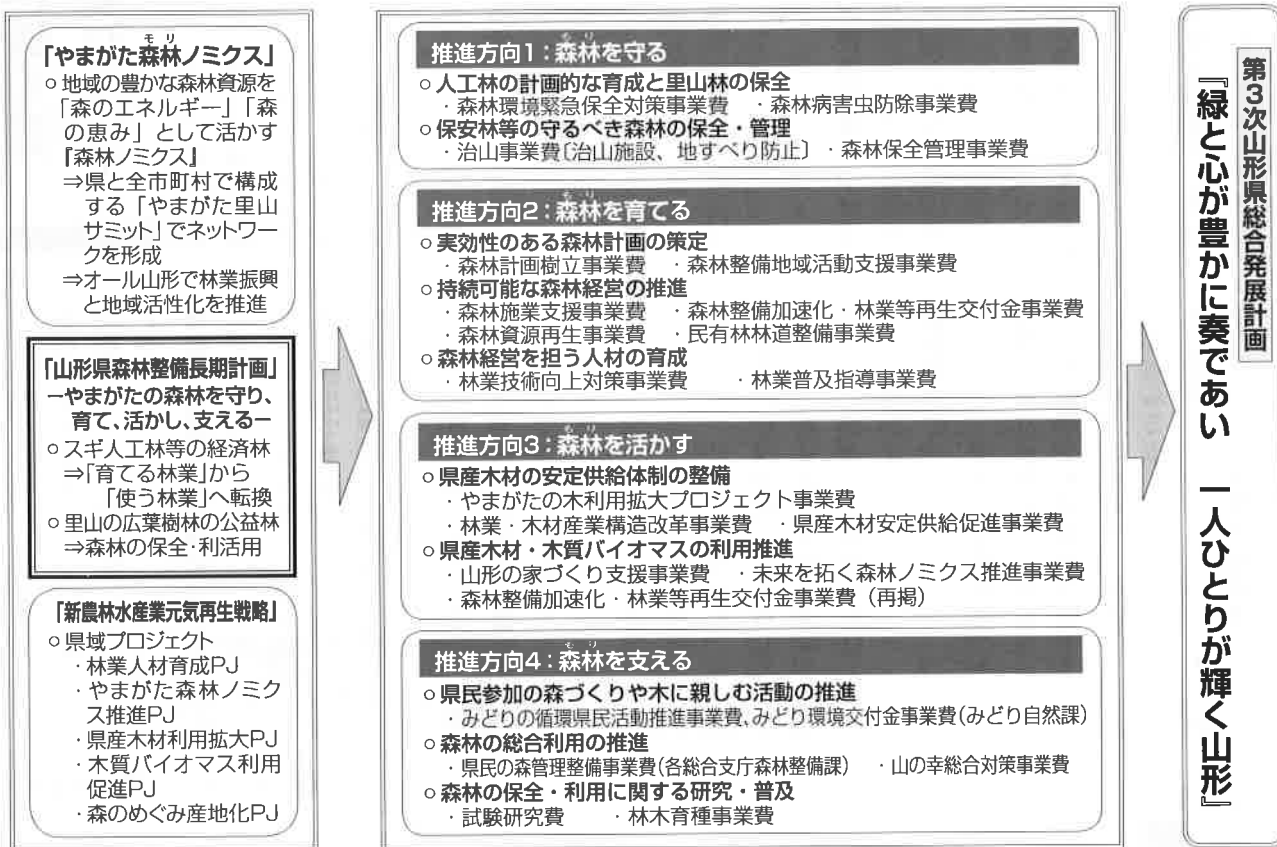 「やまがた森林ノミクス」
モリ
○ 地域の豊かな森林資源を
「森のエネルギー」「森
の恵み」として活かす
『森林ノミクス』
⇒県と全市町村で構成
する「やまがた里山
サミット」でネットワー
クを形成
⇒オール山形で林業振興
と地域活性化を推進
「山形県森林整備長期計画」
ーやまがたの森林を守り、
育て、活かし、支えるー
○ スギ人工林等の経済林
⇒「育てる林業」から
「使う林業」へ転換
○ 里山の広葉樹林の公益林
⇒森林の保全・利活用
「新農林水産業元気再生戦略」
○ 県域プロジェクト
・林業人材育成PJ
・やまがた森林ノミク
ス推進PJ
・県産木材利用拡大PJ
・木質バイオマス利用
促進PJ
・森のめぐみ産地化PJ
推進方向1：森林を守る
もり
○ 人工林の計画的な育成と里山林の保全
・森林環境緊急保全対策事業費 ・森林病害虫防除事業費
○ 保安林等の守るべき森林の保全・管理
・治山事業費〔治山施設、地すべり防止〕・森林保全管理事業費
推進方向2：森林を育てる
もり
○ 実効性のある森林計画の策定
・森林計画樹立事業費 ・森林整備地域活動支援事業費
○ 持続可能な森林経営の推進
・森林施業支援事業費 ・森林整備加速化・林業等再生交付金事業費
・森林資源再生事業費 ・民有林林道整備事業費
○ 森林経営を担う人材の育成
・林業技術向上対策事業費 ・林業普及指導事業費
推進方向3：森林を活かす
もり
○ 県産木材の安定供給体制の整備
・やまがたの木利用拡大プロジェクト事業費
・林業・木材産業構造改革事業費 ・県産木材安定供給促進事業費
○ 県産木材・木質バイオマスの利用推進
・山形の家づくり支援事業費 ・未来を拓く森林ノミクス推進事業費
・森林整備加速化・林業等再生交付金事業費（再掲）
推進方向4：森林を支える
もり
○ 県民参加の森づくりや木に親しむ活動の推進
・みどりの循環県民活動推進事業費、みどり環境交付金事業費（みどり自然課）
○ 森林の総合利用の推進
・県民の森管理整備事業費（各総合支庁森林整備課） ・山の幸総合対策事業費
○ 森林の保全・利用に関する研究・普及
・試験研究費 ・林木育種事業費
第3次山形県総合発展計画
『緑と心が豊かに奏であい　一人ひとりが輝く山形』